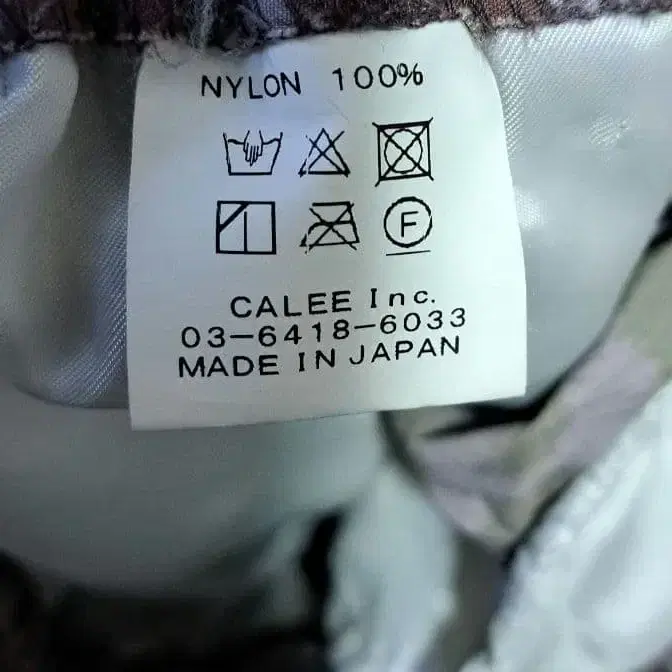 NYLON 100%
F
CALEE Inc.
03-6418-6033
MADE IN JAPAN